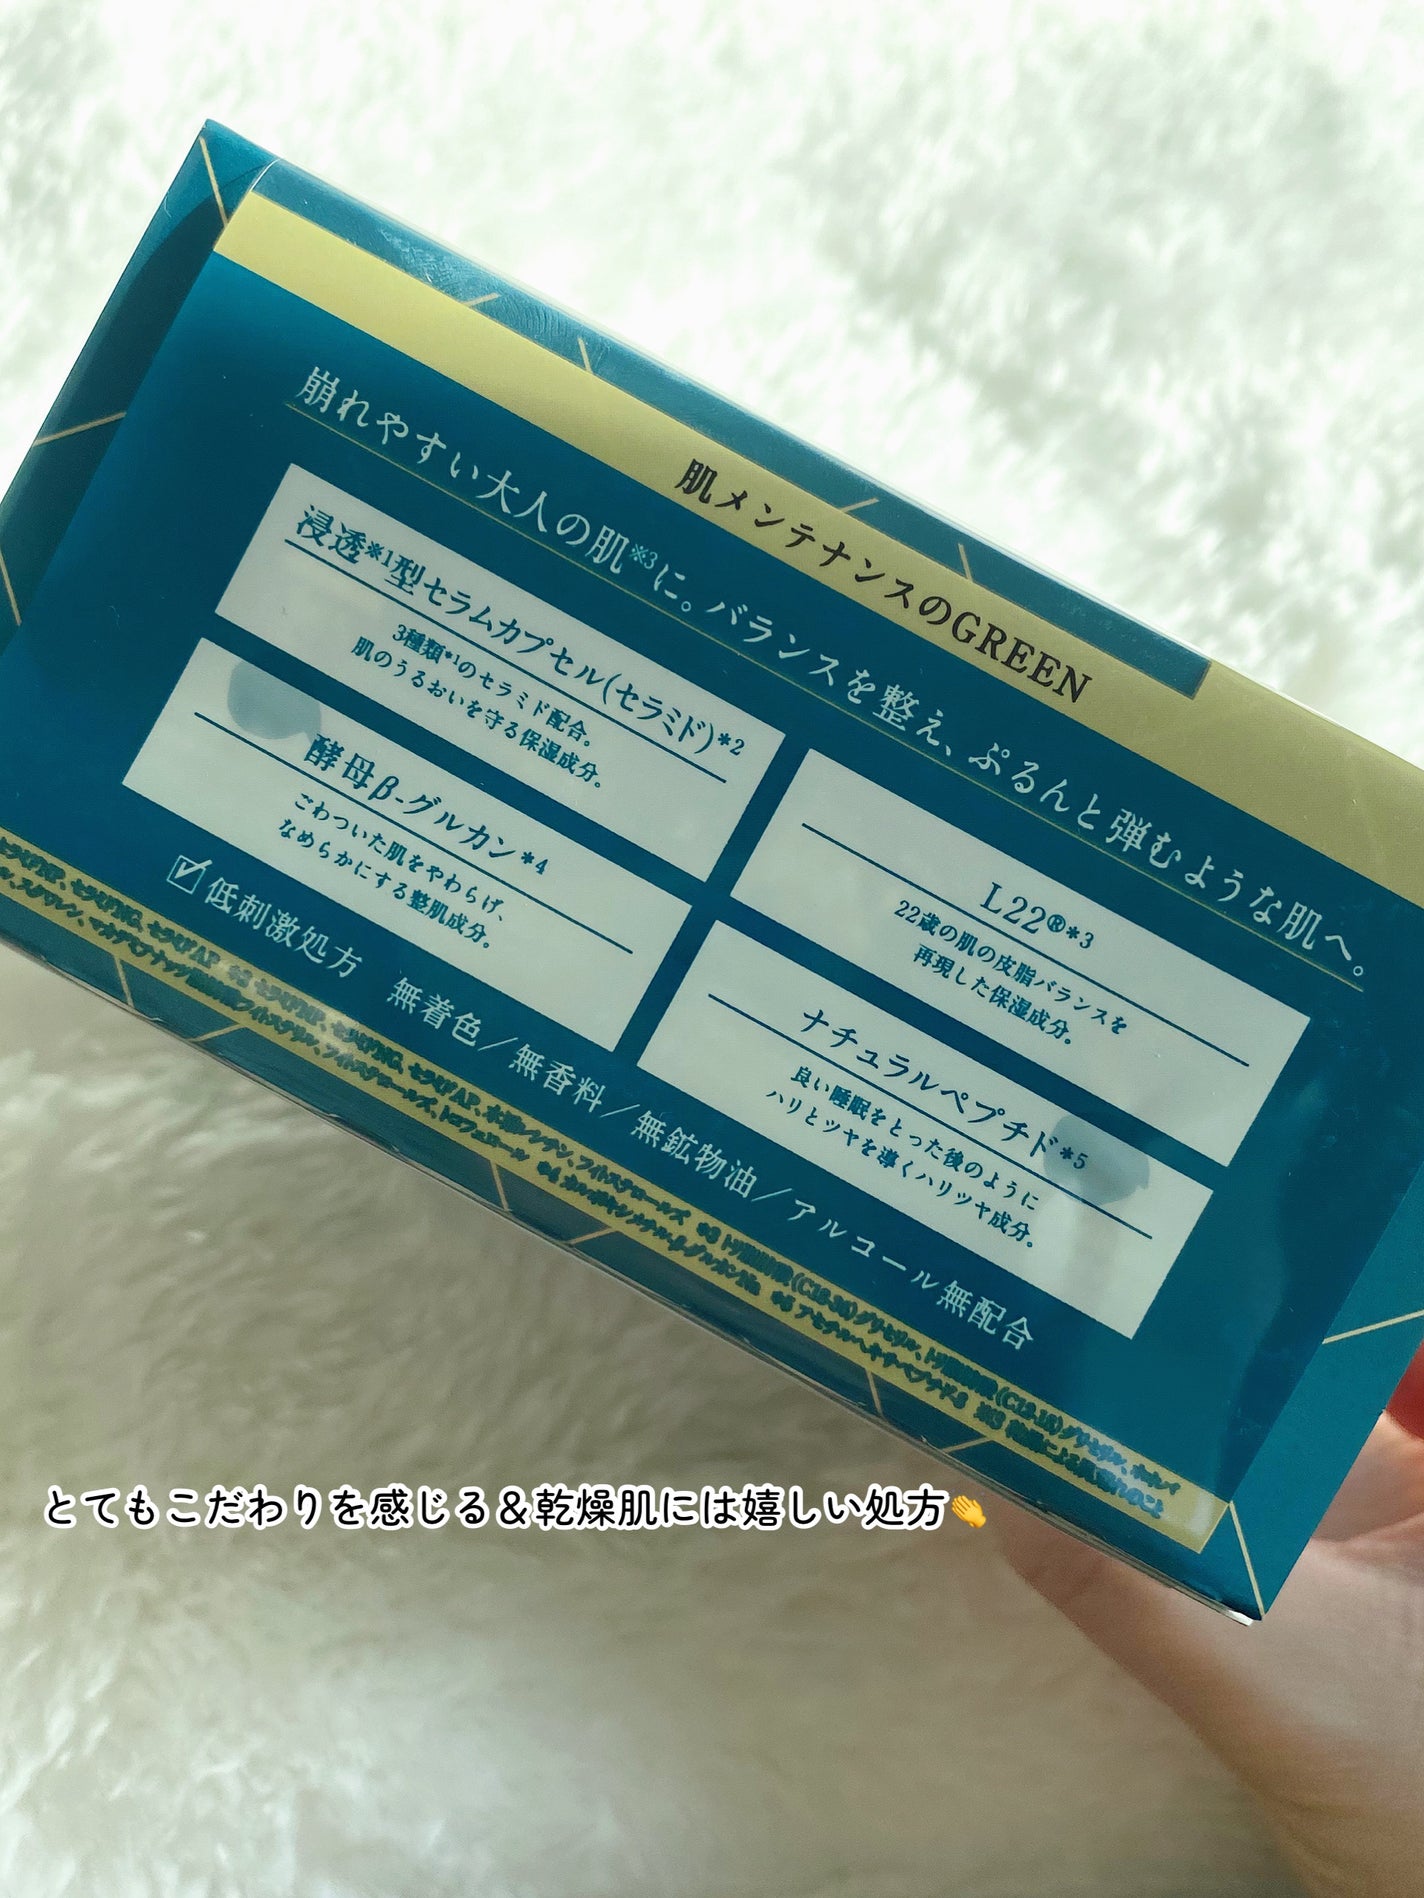 肌メンテナンスのGREEN
崩れやすい大人の肌※3に。バランスを整え、ぷるんと弾むような肌へ。
浸透※1型セラムカプセル(セラミド)*2
3種類*1のセラミド配合。
肌のうるおいを守る保湿成分。
L22®*3
22歳の肌の皮脂バランスを
再現した保湿成分。
酵母β-グルカン*4
ごわついた肌をやわらげ、
なめらかにする整肌成分。
ナチュラルペプチド*5
良い睡眠をとった後のように
ハリとツヤを導くハリツヤ成分。
低刺激処方 無着色/無香料/無鉱物油/アルコール無配合
とてもこだわりを感じる&乾燥肌には嬉しい処方👏